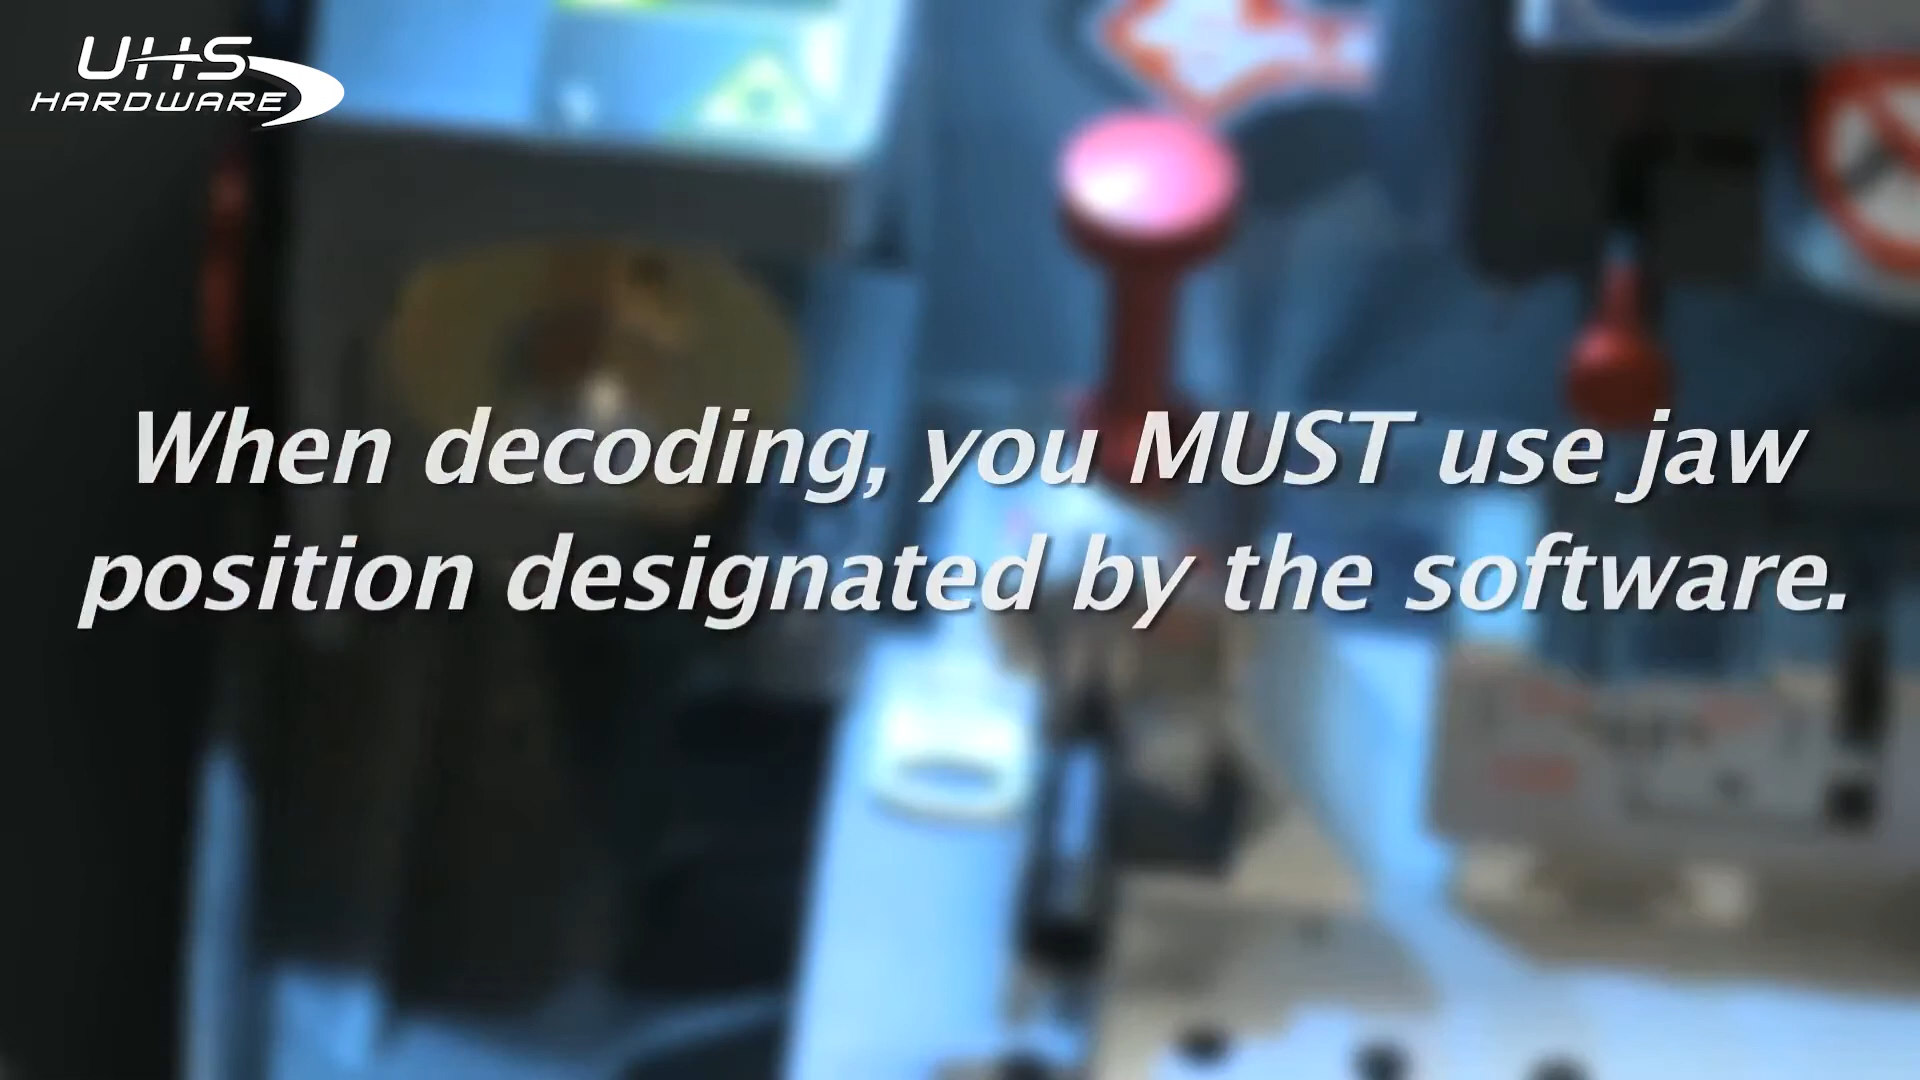 UHS
HARDWARE
When decoding, you MUST use jaw
position designated by the software.